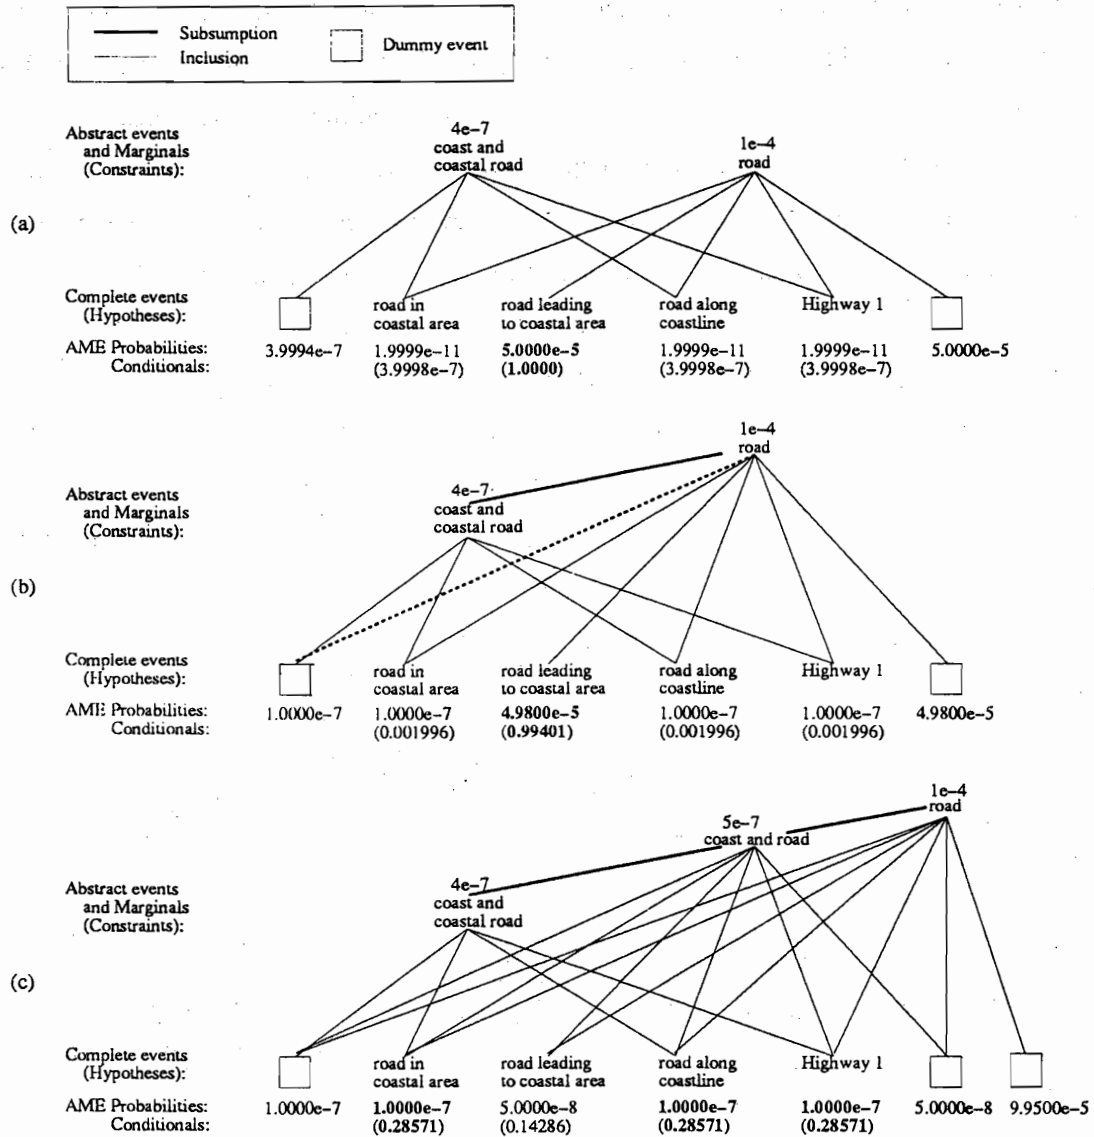 Subsumption
Inclusion
Dummy event
Abstract events
and Marginals
(Constraints):
4e-7
coast and
coastal road
1e-4
road
(a)
Complete events
(Hypotheses):
road in
coastal area
road leading
to coastal area
road along
coastline
Highway 1
AME Probabilities:
Conditionals:
3.9994e-7
1.9999e-11
(3.9998e-7)
5.0000e-5
(1.0000)
1.9999e-11
(3.9998e-7)
1.9999e-11
(3.9998e-7)
5.0000e-5
1e-4
road
Abstract events
and Marginals
(Constraints):
4e-7
coast and
coastal road
(b)
Complete events
(Hypotheses):
road in
coastal area
road leading
to coastal area
road along
coastline
Highway 1
AME Probabilities:
Conditionals:
1.0000e-7
1.0000e-7
(0.001996)
4.9800e-5
(0.99401)
1.0000e-7
(0.001996)
1.0000e-7
(0.001996)
4.9800e-5
1e-4
road
5e-7
coast and road
Abstract events
and Marginals
(Constraints):
4e-7
coast and
coastal road
(c)
Complete events
(Hypotheses):
road in
coastal area
road leading
to coastal area
road along
coastline
Highway 1
AME Probabilities:
Conditionals:
1.0000e-7
1.0000e-7
(0.28571)
5.0000e-8
(0.14286)
1.0000e-7
(0.28571)
1.0000e-7
(0.28571)
5.0000e-8
9.9500e-5